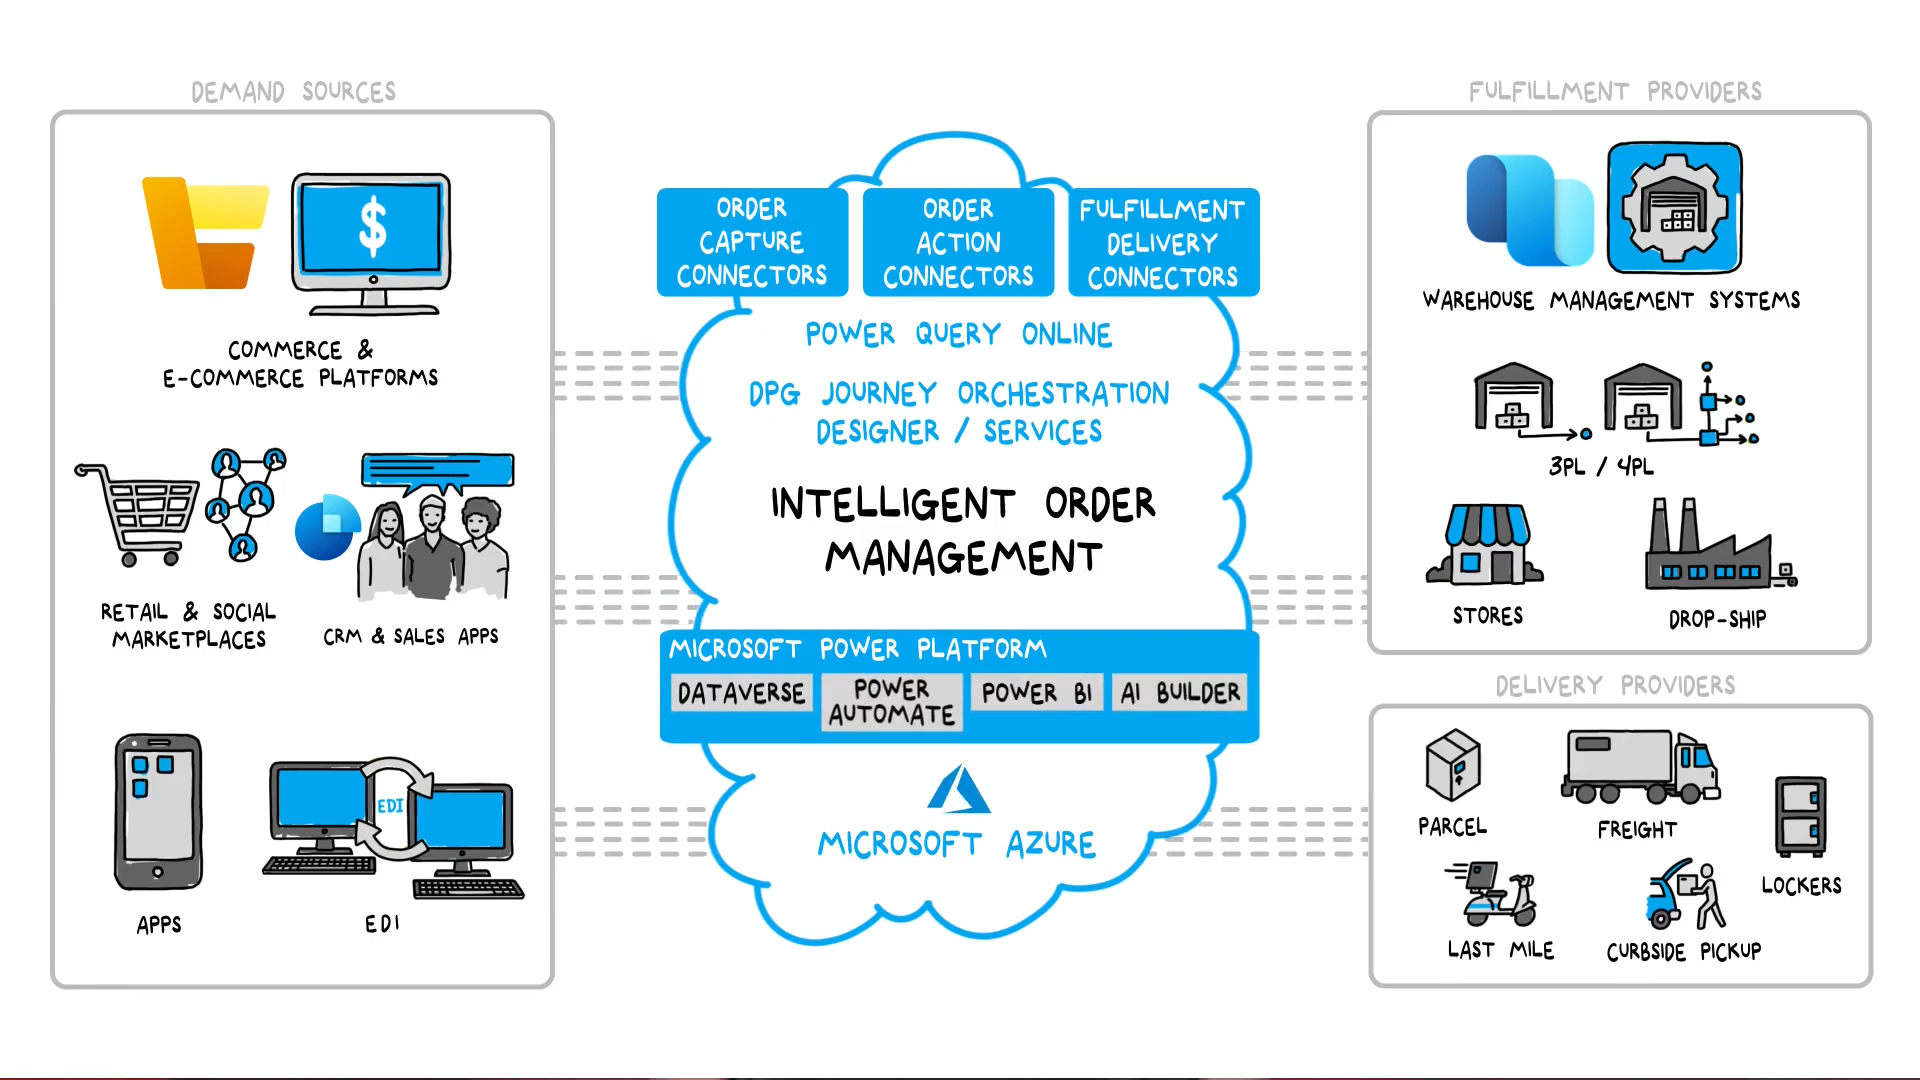 DEMAND SOURCES
COMMERCE &
E-COMMERCE PLATFORMS
RETAIL & SOCIAL
MARKETPLACES
CRM & SALES APPS
APPS
EDI
EDI
ORDER
CAPTURE
CONNECTORS
ORDER
ACTION
CONNECTORS
FULFILLMENT
DELIVERY
CONNECTORS
POWER QUERY ONLINE
DPG JOURNEY ORCHESTRATION
DESIGNER / SERVICES
INTELLIGENT ORDER
MANAGEMENT
MICROSOFT POWER PLATFORM
DATAVERSE
POWER
AUTOMATE
POWER BI
AI BUILDER
MICROSOFT AZURE
FULFILLMENT PROVIDERS
WAREHOUSE MANAGEMENT SYSTEMS
3PL / 4PL
STORES
DROP-SHIP
DELIVERY PROVIDERS
PARCEL
FREIGHT
LOCKERS
LAST MILE
CURBSIDE PICKUP
$